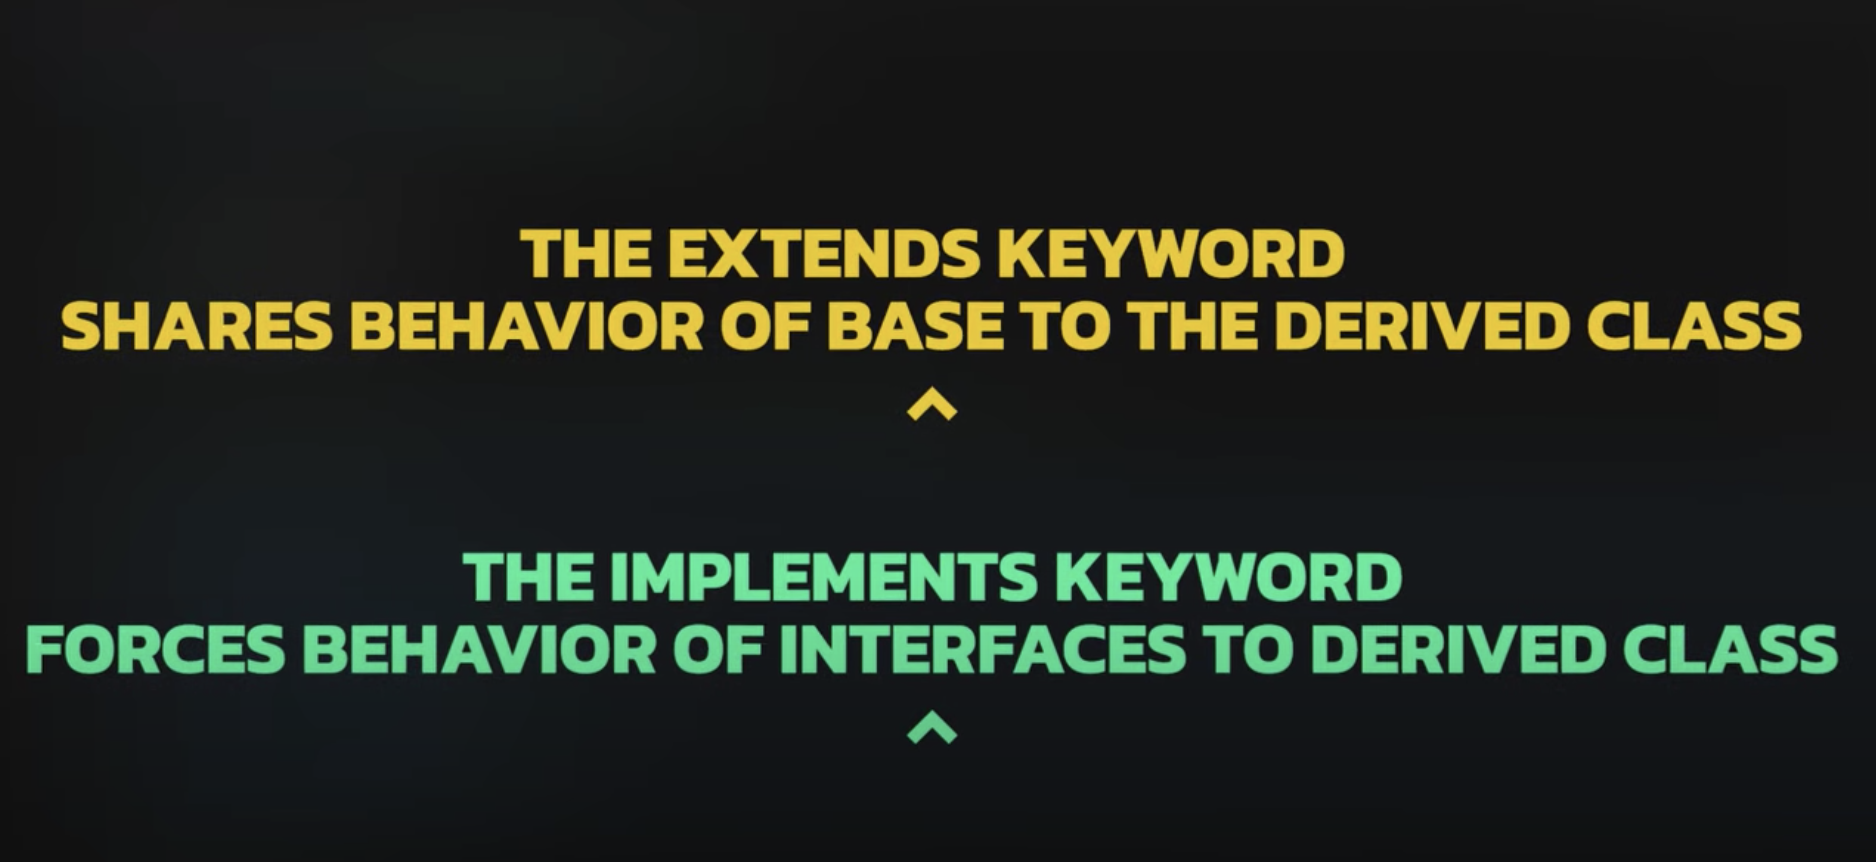 THE EXTENDS KEYWORD
SHARES BEHAVIOR OF BASE TO THE DERIVED CLASS
THE IMPLEMENTS KEYWORD
FORCES BEHAVIOR OF INTERFACES TO DERIVED CLASS